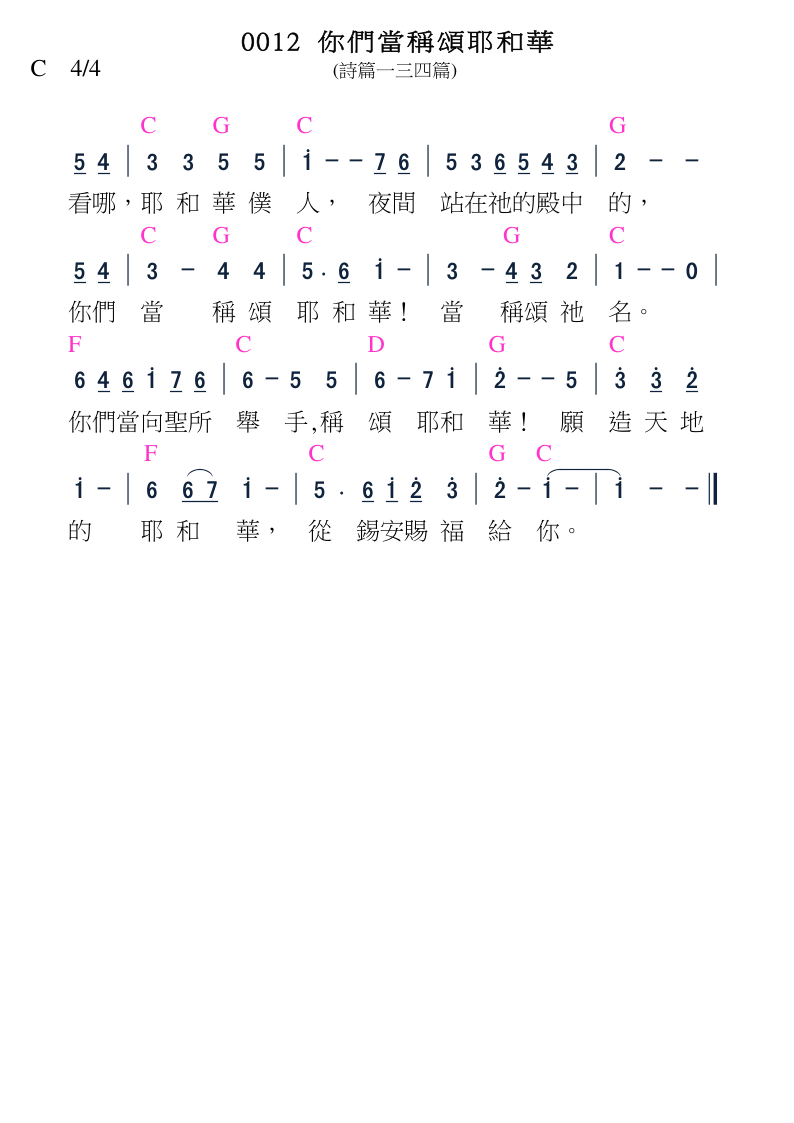 0012 你們當稱頌耶和華
C 4/4 (詩篇一三四篇)
C G C G
5 4 | 3 3 5 5 | i - - 7 6 | 5 3 6 5 4 3 | 2 - -
看哪，耶 和 華 僕 人， 夜間 站在祂的殿中 的，
C G C G C
5 4 | 3 - 4 4 | 5 . 6 i - | 3 - 4 3 2 | 1 - - 0 |
你們 當 稱 頌 耶 和 華！ 當 稱頌 祂 名。
F C D G C
6 4 6 i 7 6 | 6 - 5 5 | 6 - 7 i | 2̇ - - 5 | 3̇ 3̇ 2̇
你們當向聖所 舉 手,稱 頌 耶和 華！ 願 造 天 地
F C G C
i - | 6 6 7 i - | 5 . 6 i 2̇ 3̇ | 2̇ - i - | i - - ‖
的 耶 和 華， 從 錫安賜 福 給 你。